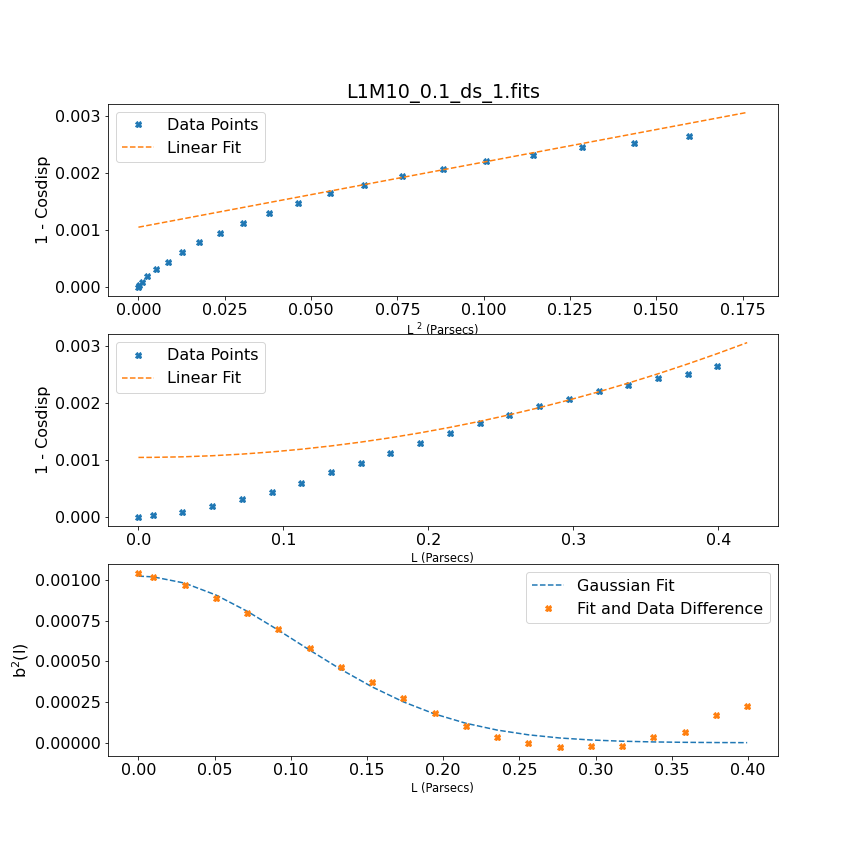 L1M10_0.1_ds_1.fits
1 - Cosdisp
0.003
0.002
0.001
0.000
Data Points
Linear Fit
0.000 0.025 0.050 0.075 0.100 0.125 0.150 0.175
L ² (Parsecs)
1 - Cosdisp
0.003
0.002
0.001
0.000
Data Points
Linear Fit
0.0 0.1 0.2 0.3 0.4
L (Parsecs)
b²(l)
0.00100
0.00075
0.00050
0.00025
0.00000
Gaussian Fit
Fit and Data Difference
0.00 0.05 0.10 0.15 0.20 0.25 0.30 0.35 0.40
L (Parsecs)